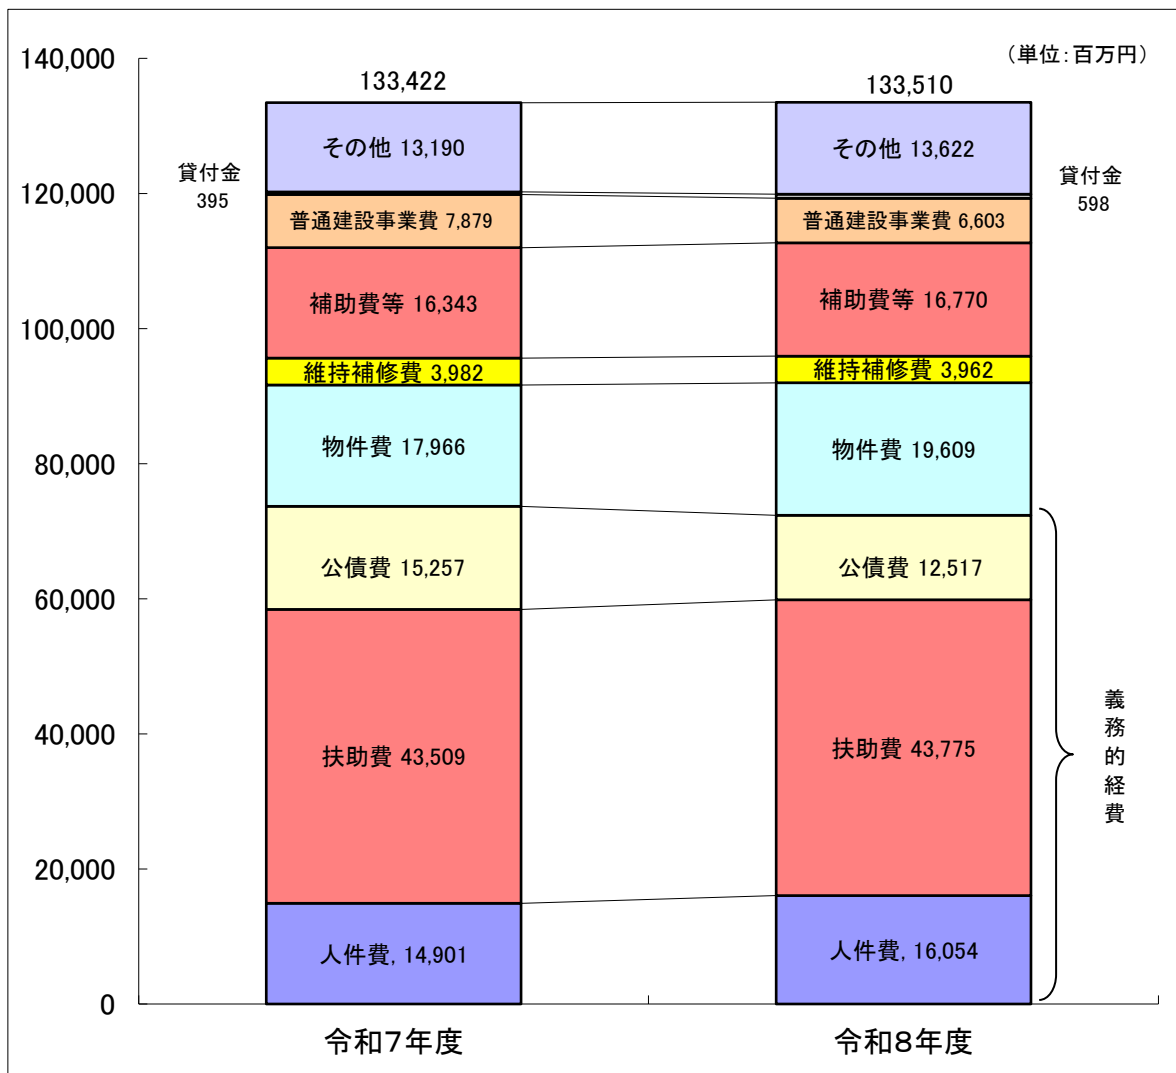 （単位：百万円）
140,000
120,000
100,000
80,000
60,000
40,000
20,000
0
133,422
その他 13,190
貸付金
395
普通建設事業費 7,879
補助費等 16,343
維持補修費 3,982
物件費 17,966
公債費 15,257
扶助費 43,509
人件費, 14,901
令和７年度
133,510
その他 13,622
貸付金
598
普通建設事業費 6,603
補助費等 16,770
維持補修費 3,962
物件費 19,609
公債費 12,517
扶助費 43,775
人件費, 16,054
令和８年度
義務的経費